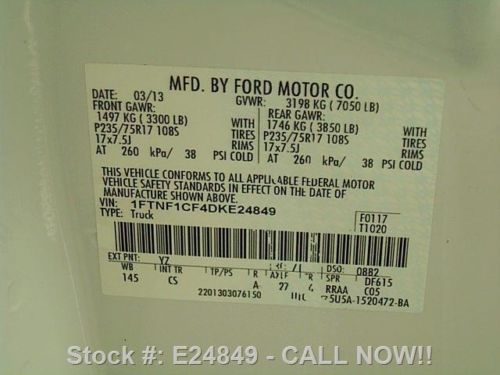 MFD. BY FORD MOTOR CO.
DATE: 03/13 GVWR: 3198 KG ( 7050 LB)
FRONT GAWR: REAR GAWR:
1497 KG ( 3300 LB) WITH 1746 KG ( 3850 LB) WITH
P235/75R17 108S TIRES P235/75R17 108S TIRES
17x7.5J RIMS 17x7.5J RIMS
AT 260 kPa/ 38 PSI COLD AT 260 kPa/ 38 PSI COLD
THIS VEHICLE CONFORMS TO ALL APPLICABLE FEDERAL MOTOR
VEHICLE SAFETY STANDARDS IN EFFECT ON THE DATE OF
MANUFACTURE SHOWN ABOVE.
VIN: 1FTNF1CF4DKE24849 F0117
TYPE: Truck T1020
EXT PNT: YZ DSO: 0882
WB INT TR TP/PS R AXLE TR SPR DF615
145 CS A 27 RRAA C05
2201303076150 5U5A-1520472-BA
Stock #: E24849 - CALL NOW!!